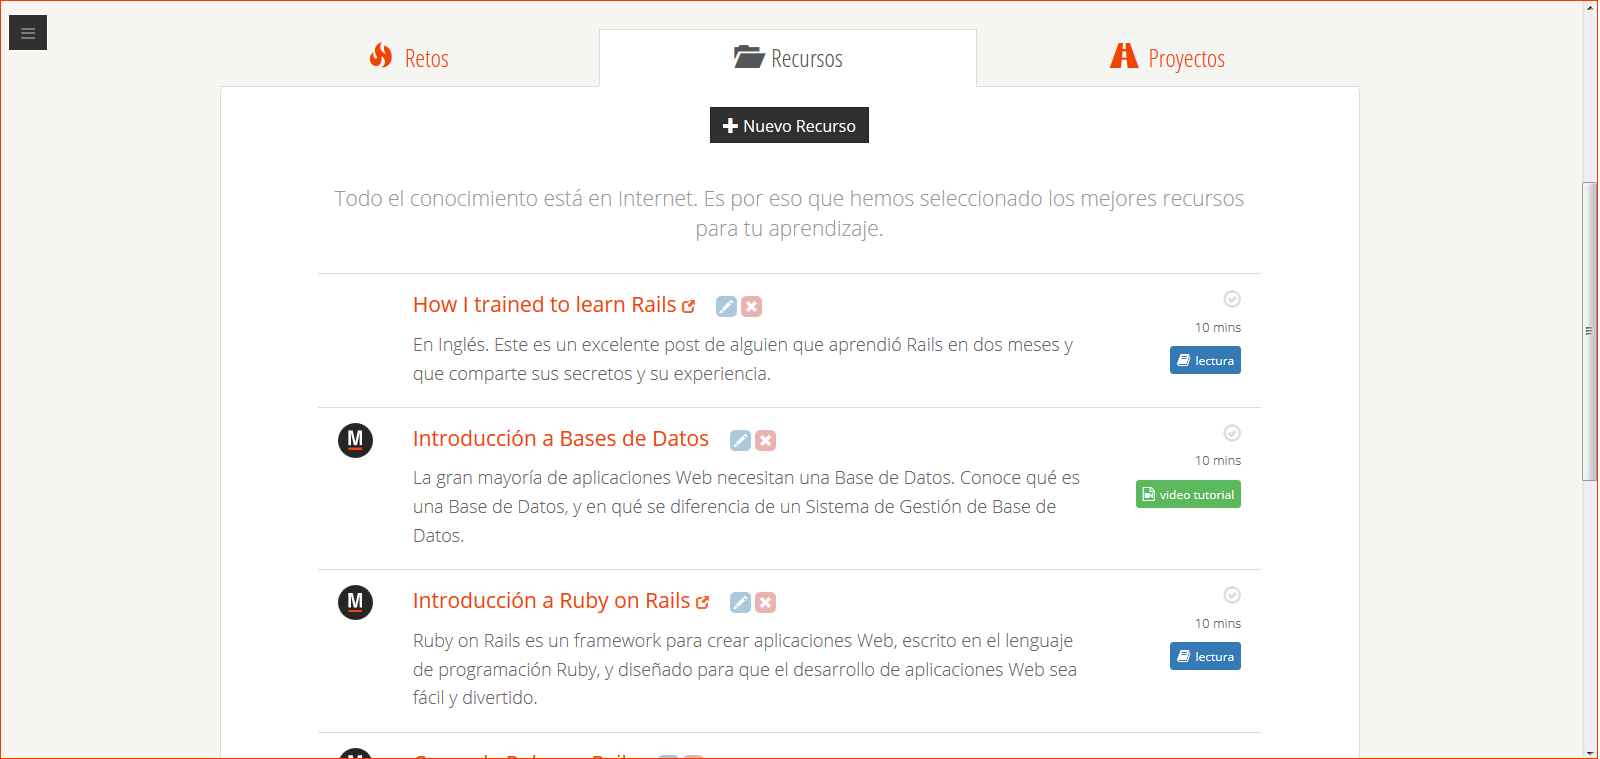 Retos
Recursos
Proyectos
Nuevo Recurso
Todo el conocimiento está en Internet. Es por eso que hemos seleccionado los mejores recursos
para tu aprendizaje.
How I trained to learn Rails
10 mins
En Inglés. Este es un excelente post de alguien que aprendió Rails en dos meses y
que comparte sus secretos y su experiencia.
lectura
M
Introducción a Bases de Datos
10 mins
La gran mayoría de aplicaciones Web necesitan una Base de Datos. Conoce qué es
una Base de Datos, y en qué se diferencia de un Sistema de Gestión de Base de
Datos.
video tutorial
M
Introducción a Ruby on Rails
10 mins
Ruby on Rails es un framework para crear aplicaciones Web, escrito en el lenguaje
de programación Ruby, y diseñado para que el desarrollo de aplicaciones Web sea
fácil y divertido.
lectura